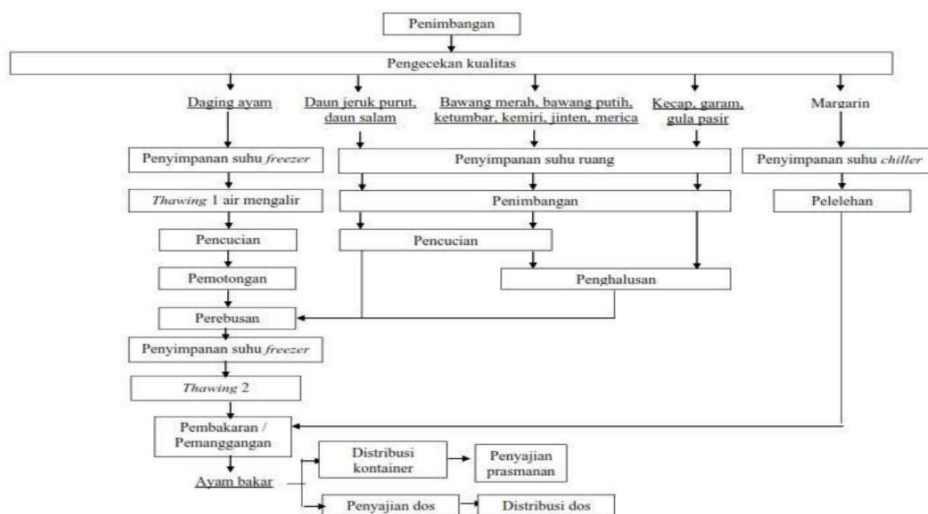 Penimbangan
Pengecekan kualitas
Daging ayam
Daun jeruk purut,
daun salam
Bawang merah, bawang putih,
ketumbar, kemiri, jinten, merica
Kecap, garam,
gula pasir
Margarin
Penyimpanan suhu freezer
Penyimpanan suhu ruang
Penyimpanan suhu chiller
Thawing 1 air mengalir
Penimbangan
Pelelehan
Pencucian
Pencucian
Pemotongan
Penghalusan
Perebusan
Penyimpanan suhu freezer
Thawing 2
Pembakaran /
Pemanggangan
Distribusi
kontainer
Penyajian
prasmanan
Ayam bakar
Penyajian dos
Distribusi dos